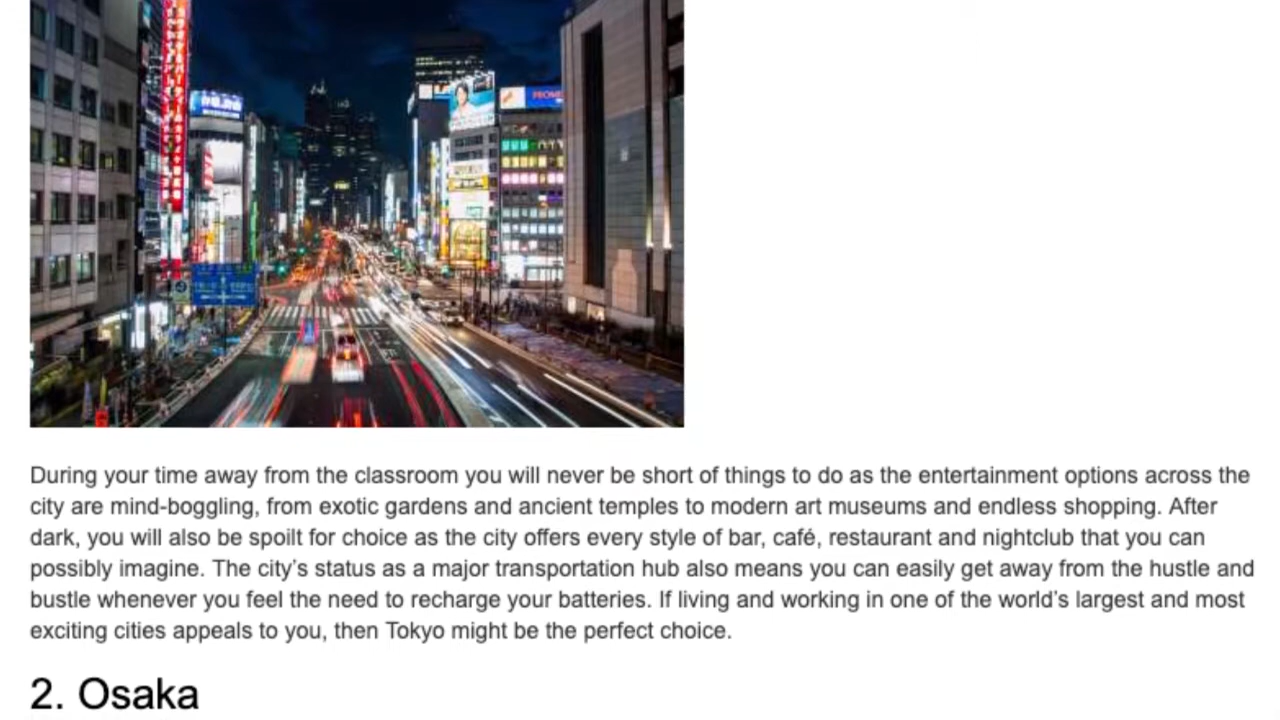 PROMI
During your time away from the classroom you will never be short of things to do as the entertainment options across the
city are mind-boggling, from exotic gardens and ancient temples to modern art museums and endless shopping. After
dark, you will also be spoilt for choice as the city offers every style of bar, café, restaurant and nightclub that you can
possibly imagine. The city’s status as a major transportation hub also means you can easily get away from the hustle and
bustle whenever you feel the need to recharge your batteries. If living and working in one of the world’s largest and most
exciting cities appeals to you, then Tokyo might be the perfect choice.
2. Osaka